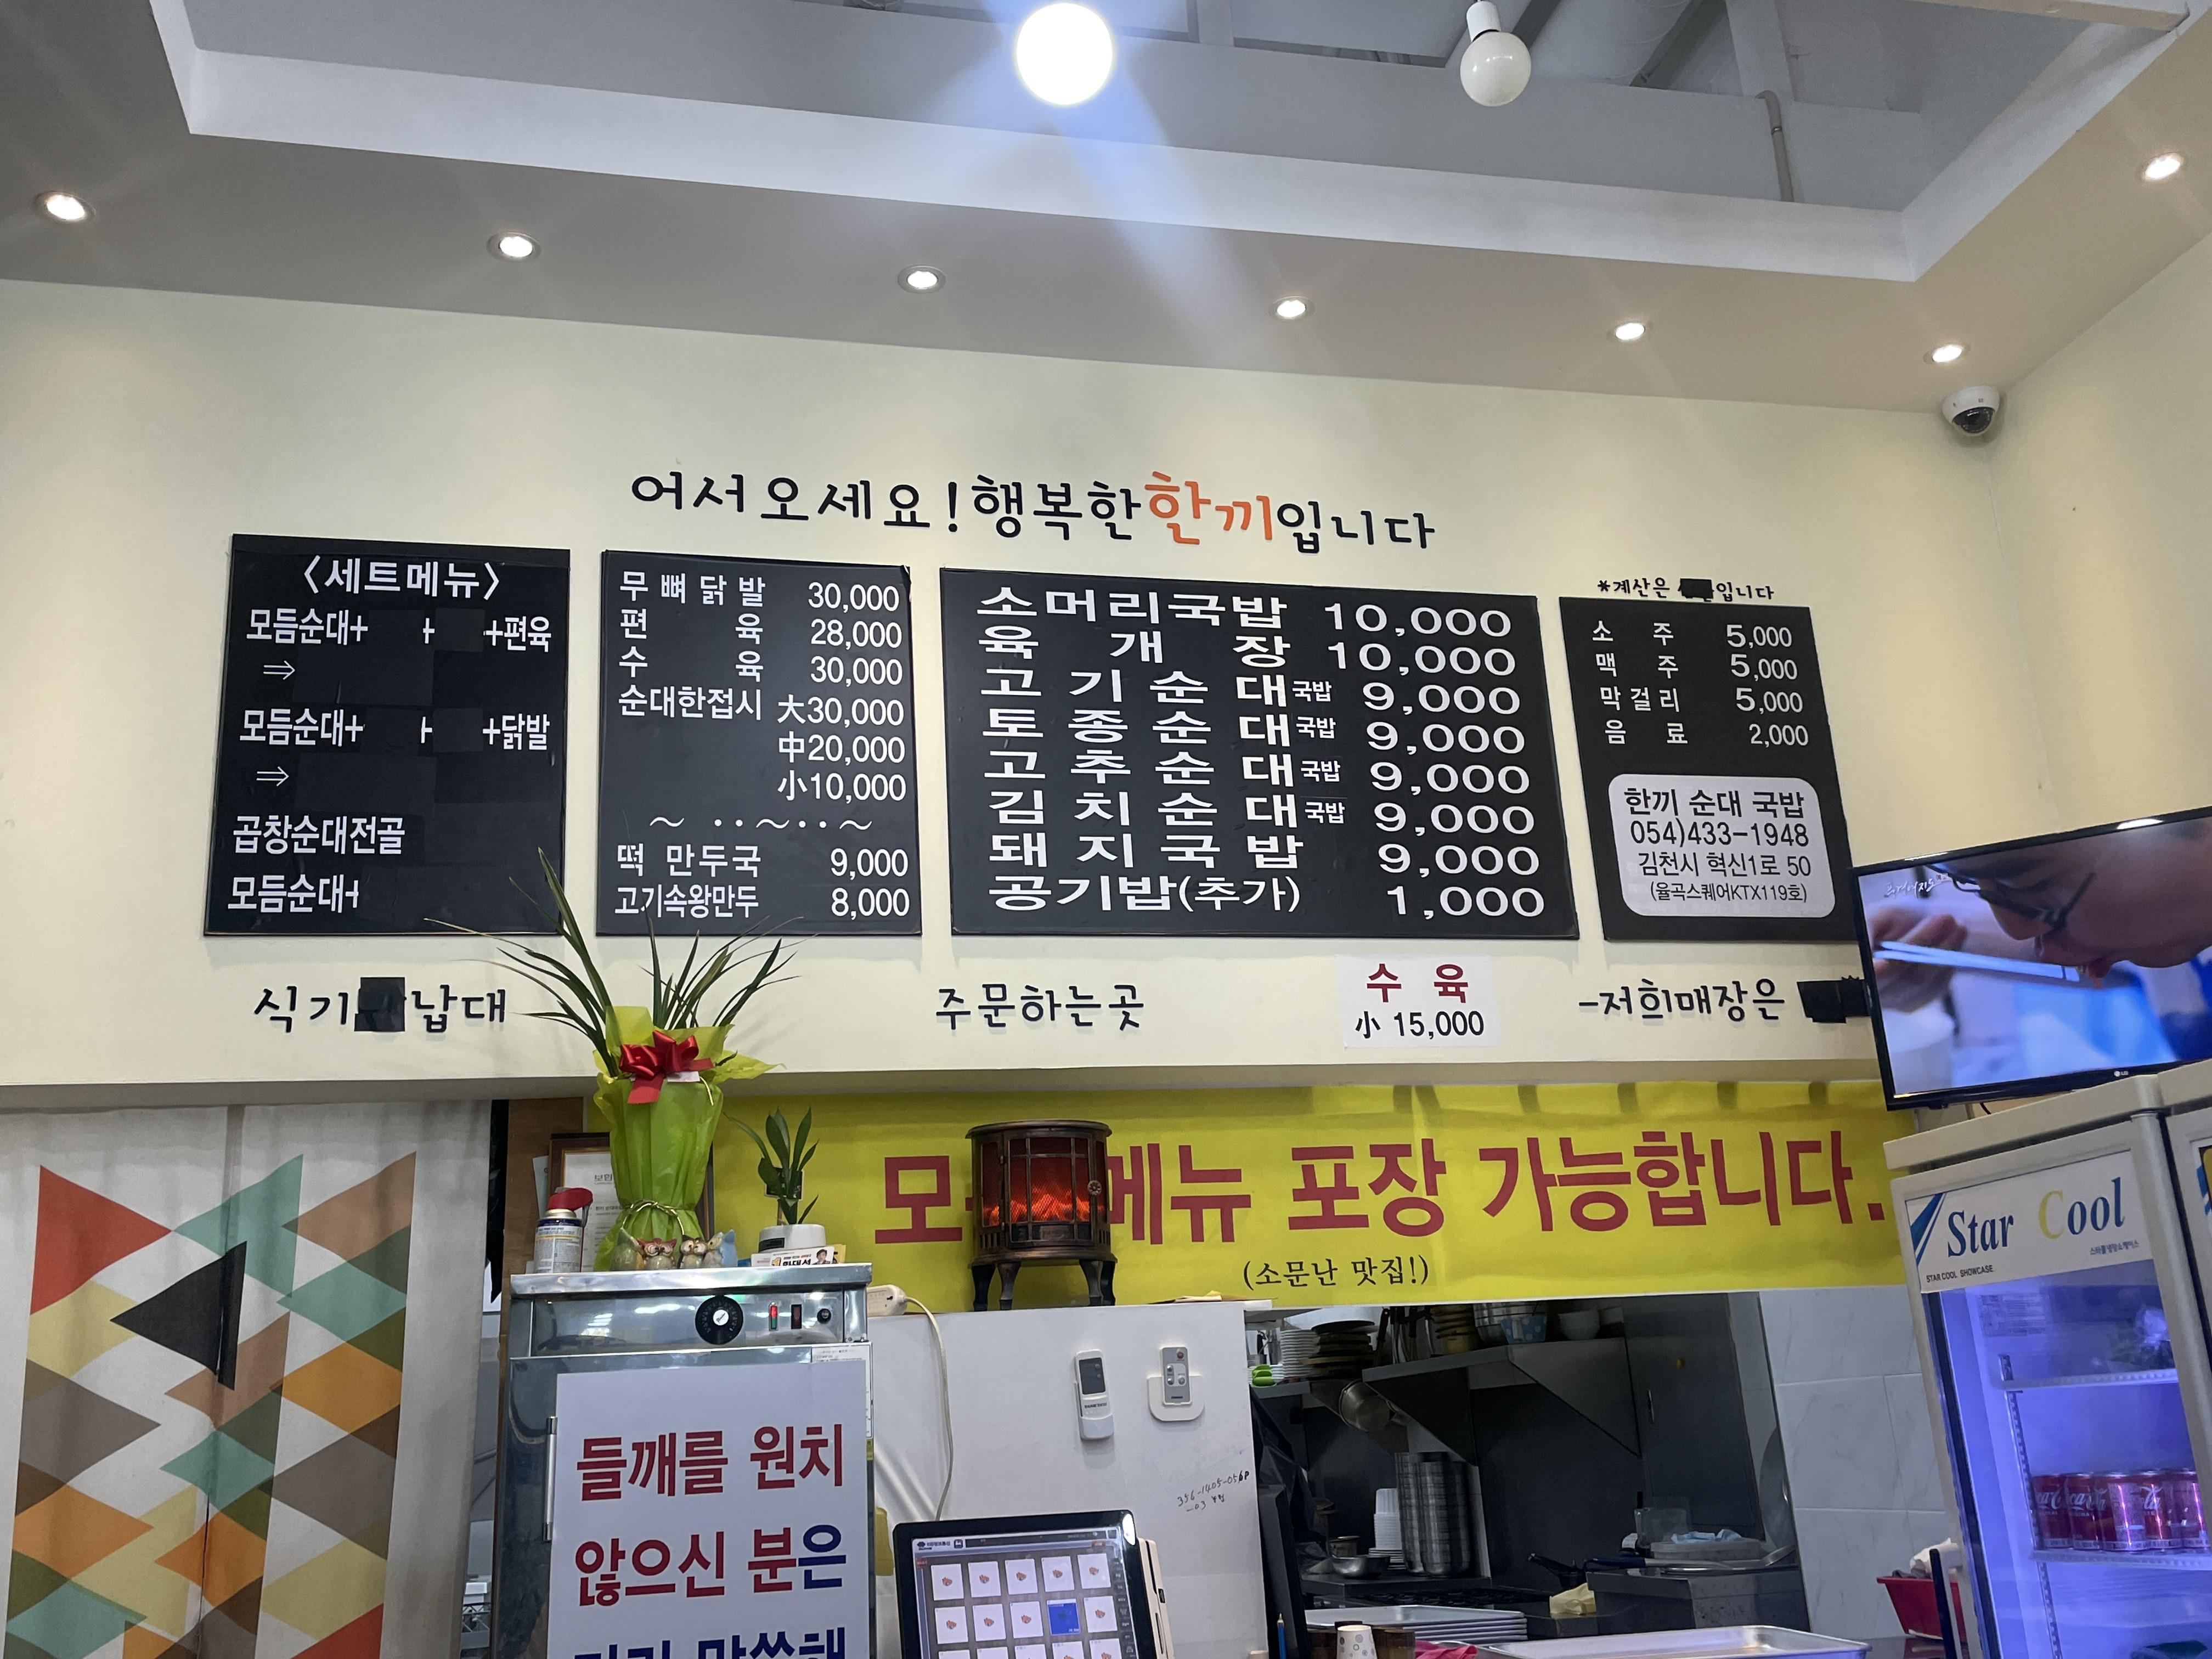 어서오세요!행복한한끼입니다
<세트메뉴>
모듬순대+ + +편육
⇒
모듬순대+ + +닭발
⇒
곱창순대전골
모듬순대+
무뼈닭발 30,000
편육 28,000
수육 30,000
순대한접시 大30,000
中20,000
小10,000
~ ··~··~
떡 만두국 9,000
고기속왕만두 8,000
소머리국밥 10,000
육개장 10,000
고기순대국밥 9,000
토종순대국밥 9,000
고추순대국밥 9,000
김치순대국밥 9,000
돼지국밥 9,000
공기밥(추가) 1,000
*계산은 입니다
소주 5,000
맥주 5,000
막걸리 5,000
음료 2,000
한끼 순대 국밥
054)433-1948
김천시 혁신1로 50
(율곡스퀘어KTX119호)
식기 납대
주문하는곳
수육
小 15,000
-저희매장은
메뉴 포장 가능합니다.
(소문난 맛집!)
Star Cool
STAR COOL SHOWCASE
들깨를 원치
않으신 분은